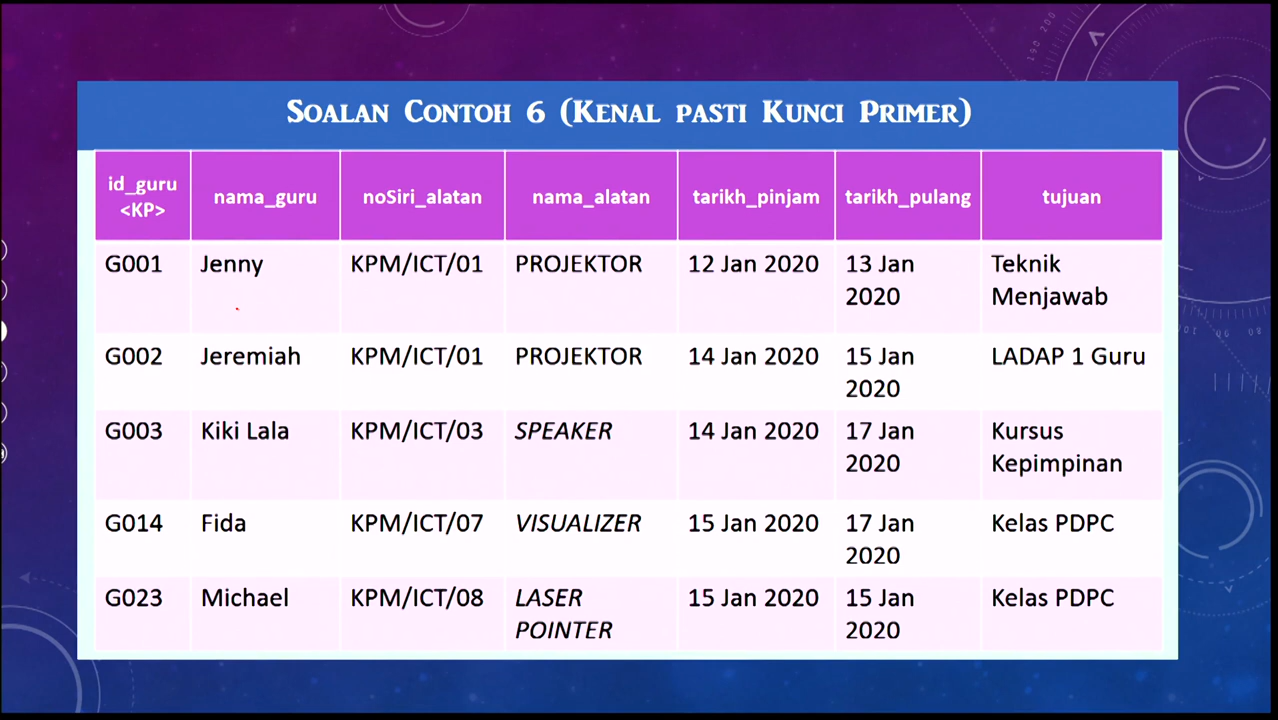 SOALAN CONTOH 6 (KENAL PASTI KUNCI PRIMER)
id_guru <KP> nama_guru noSiri_alatan nama_alatan tarikh_pinjam tarikh_pulang tujuan
G001 Jenny KPM/ICT/01 PROJEKTOR 12 Jan 2020 13 Jan 2020 Teknik Menjawab
G002 Jeremiah KPM/ICT/01 PROJEKTOR 14 Jan 2020 15 Jan 2020 LADAP 1 Guru
G003 Kiki Lala KPM/ICT/03 SPEAKER 14 Jan 2020 17 Jan 2020 Kursus Kepimpinan
G014 Fida KPM/ICT/07 VISUALIZER 15 Jan 2020 17 Jan 2020 Kelas PDPC
G023 Michael KPM/ICT/08 LASER POINTER 15 Jan 2020 15 Jan 2020 Kelas PDPC